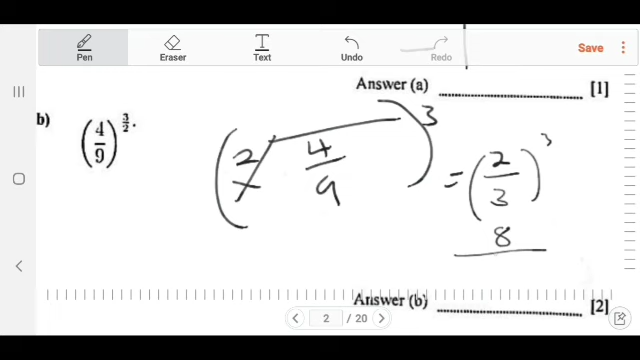 Pen Eraser Text Undo Redo Save
Answer (a) [1]
b) (4/9)^3/2. (²√4/9)³ = (2/3)³
8
Answer (b) [2]
2 / 20